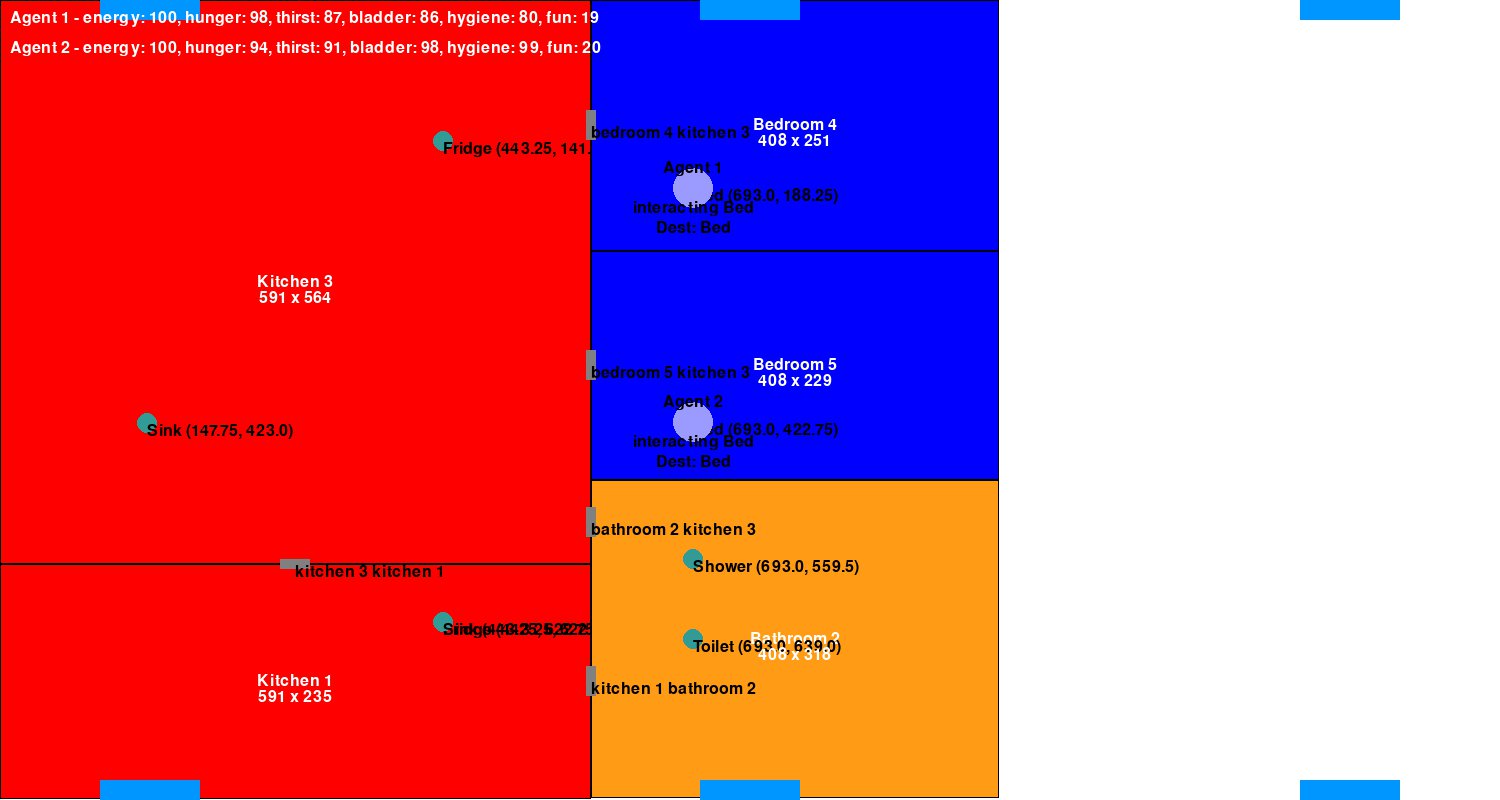 Agent 1 - energy: 100, hunger: 98, thirst: 87, bladder: 86, hygiene: 80, fun: 19
Agent 2 - energy: 100, hunger: 94, thirst: 91, bladder: 98, hygiene: 99, fun: 20
Bedroom 4
408 x 251
bedroom 4 kitchen 3
Fridge (443.25, 141.
Agent 1
(693.0, 188.25)
interacting Bed
Dest: Bed
Kitchen 3
591 x 564
Bedroom 5
408 x 229
bedroom 5 kitchen 3
Agent 2
(693.0, 422.75)
Sink (147.75, 423.0)
interacting Bed
Dest: Bed
bathroom 2 kitchen 3
Shower (693.0, 559.5)
kitchen 3 kitchen 1
Bathroom 2
408 x 318
Toilet (693.0, 639.0)
Kitchen 1
591 x 235
kitchen 1 bathroom 2